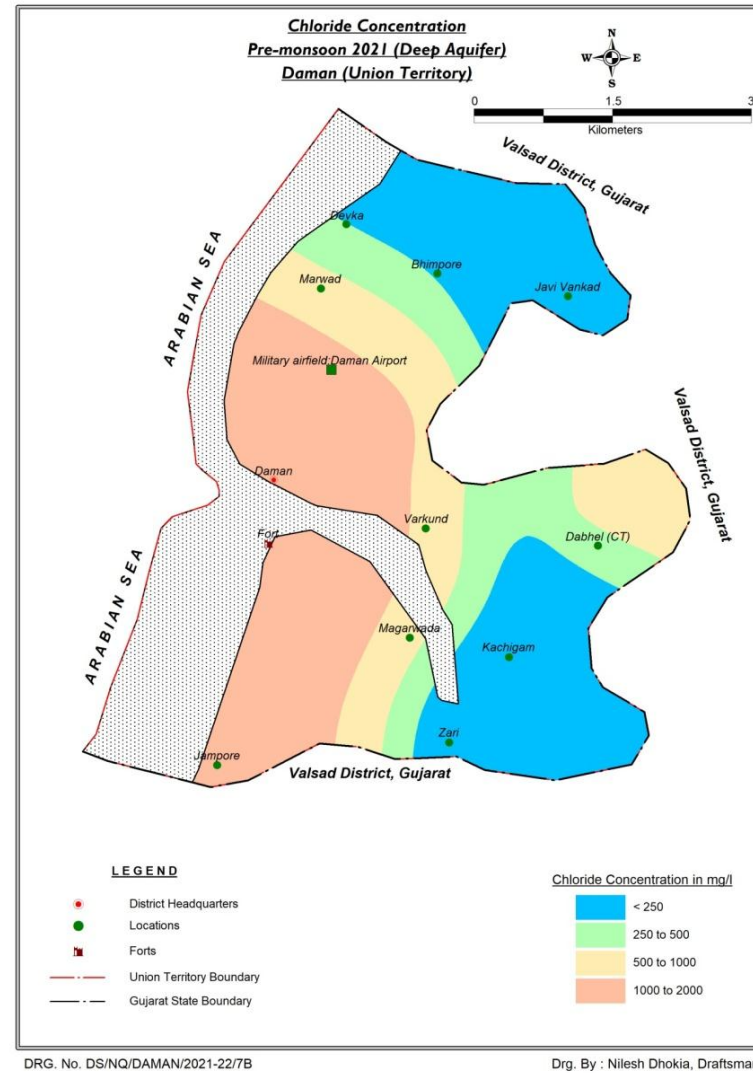 Chloride Concentration
Pre-monsoon 2021 (Deep Aquifer)
Daman (Union Territory)
N
W E
S
0 1.5 3
Kilometers
Valsad District, Gujarat
ARABIAN SEA
Devka
Bhimpore
Marwad
Javi Vankad
Military airfield;Daman Airport
Valsad District, Gujarat
Daman
Varkund
Dabhel (CT)
Fort
ARABIAN SEA
Magarwada
Kachigam
Zari
Jampore
Valsad District, Gujarat
LEGEND
District Headquarters
Locations
Forts
Union Territory Boundary
Gujarat State Boundary
Chloride Concentration in mg/l
< 250
250 to 500
500 to 1000
1000 to 2000
DRG. No. DS/NQ/DAMAN/2021-22/7B
Drg. By : Nilesh Dhokia, Draftsman